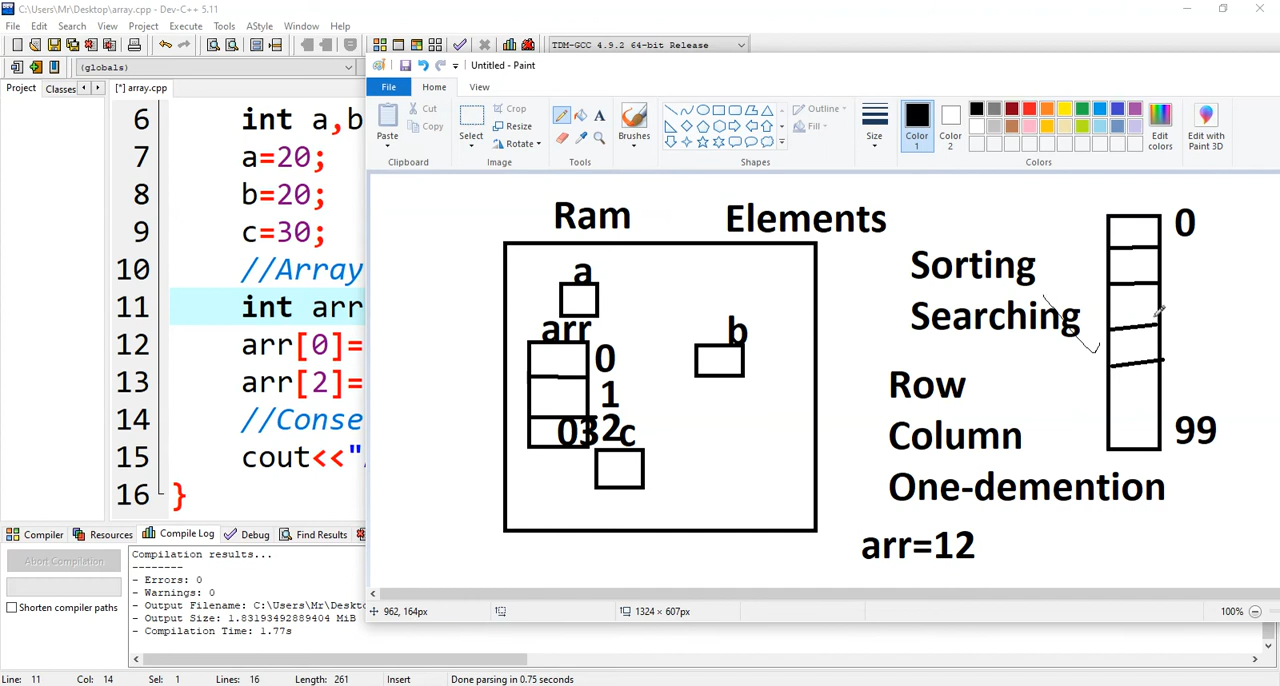 C:\Users\Mr\Desktop\array.cpp - Dev-C++ 5.11
File Edit Search View Project Execute Tools AStyle Window Help
TDM-GCC 4.9.2 64-bit Release
(globals)
Project Classes [*] array.cpp
6 int a,b
7 a=20;
8 b=20;
9 c=30;
10 //Array
11 int arr
12 arr[0]=
13 arr[2]=
14 //Conse
15 cout<<"
16 }
Compiler Resources Compile Log Debug Find Results
Abort Compilation
Shorten compiler paths
Compilation results...
--------
- Errors: 0
- Warnings: 0
- Output Filename: C:\Users\Mr\Deskto
- Output Size: 1.83193492889404 MiB
- Compilation Time: 1.77s
Line: 11 Col: 14 Sel: 1 Lines: 16 Length: 261 Insert Done parsing in 0.75 seconds
Untitled - Paint
File Home View
Paste Cut Copy
Clipboard
Select Crop Resize Rotate
Image
A
Tools
Brushes
Outline Fill
Shapes
Size
Color 1
Color 2
Edit colors
Colors
Edit with Paint 3D
Ram Elements
a
arr
0
1
2
03
b
c
Sorting
Searching
Row
Column
One-demention
arr=12
0
99
962, 164px 1324 × 607px 100%